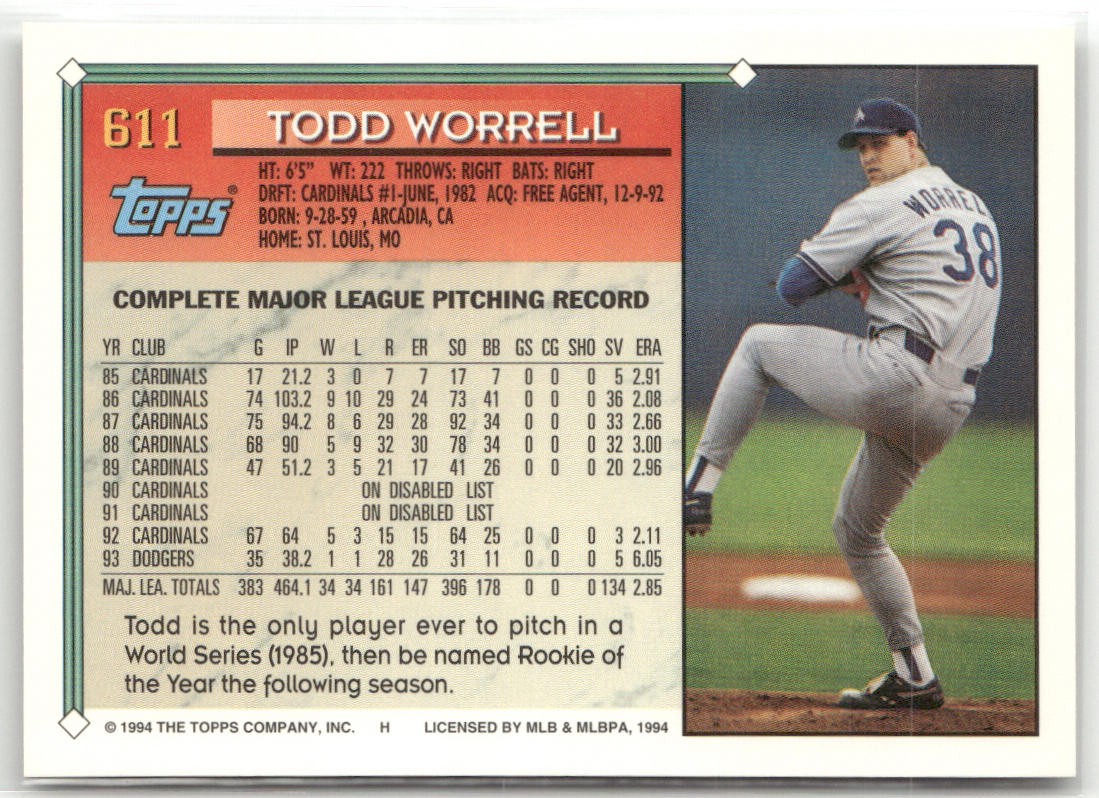 611
TODD WORRELL
Topps®
HT: 6'5" WT: 222 THROWS: RIGHT BATS: RIGHT
DRFT: CARDINALS #1-JUNE, 1982 ACQ: FREE AGENT, 12-9-92
BORN: 9-28-59 , ARCADIA, CA
HOME: ST. LOUIS, MO
COMPLETE MAJOR LEAGUE PITCHING RECORD
YR CLUB G IP W L R ER SO BB GS CG SHO SV ERA
85 CARDINALS 17 21.2 3 0 7 7 17 7 0 0 0 5 2.91
86 CARDINALS 74 103.2 9 10 29 24 73 41 0 0 0 36 2.08
87 CARDINALS 75 94.2 8 6 29 28 92 34 0 0 0 33 2.66
88 CARDINALS 68 90 5 9 32 30 78 34 0 0 0 32 3.00
89 CARDINALS 47 51.2 3 5 21 17 41 26 0 0 0 20 2.96
90 CARDINALS ON DISABLED LIST
91 CARDINALS ON DISABLED LIST
92 CARDINALS 67 64 5 3 15 15 64 25 0 0 0 3 2.11
93 DODGERS 35 38.2 1 1 28 26 31 11 0 0 0 5 6.05
MAJ. LEA. TOTALS 383 464.1 34 34 161 147 396 178 0 0 0 134 2.85
Todd is the only player ever to pitch in a
World Series (1985), then be named Rookie of
the Year the following season.
© 1994 THE TOPPS COMPANY, INC. H LICENSED BY MLB & MLBPA, 1994
WORREL
38